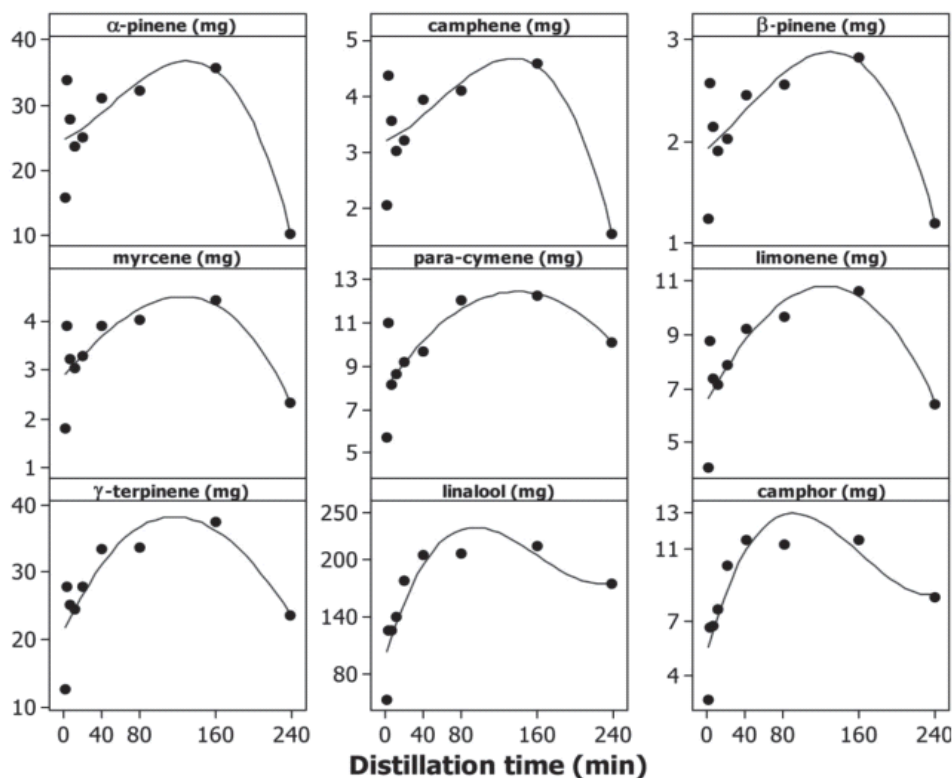 α-pinene (mg) camphene (mg) β-pinene (mg)
40 5 3
30 4
3 2
20
2
10 1
myrcene (mg) para-cymene (mg) limonene (mg)
13 11
4 11 9
3 9 7
2 7
5 5
1
γ-terpinene (mg) linalool (mg) camphor (mg)
40 250 13
30 200 11
20 140 7
80 4
10
0 40 80 160 240 0 40 80 160 240 0 40 80 160 240
Distillation time (min)